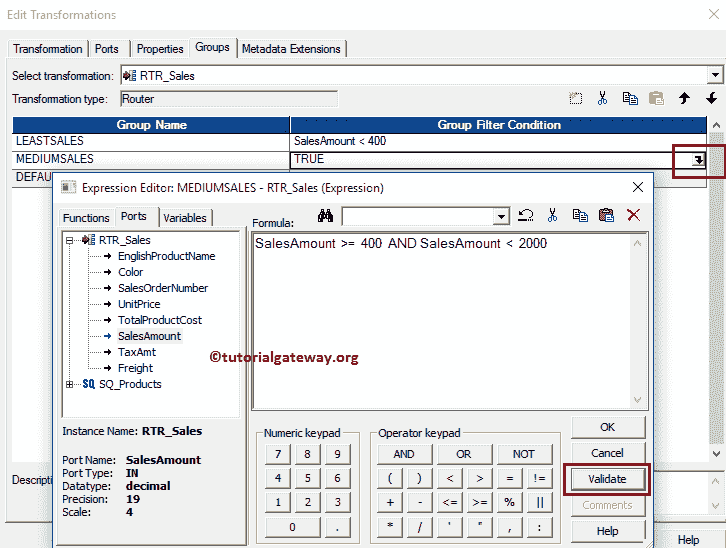 Edit Transformations
Transformation Ports Properties Groups Metadata Extensions
Select transformation: RTR_Sales
Transformation type: Router
Group Name Group Filter Condition
LEASTSALES SalesAmount < 400
MEDIUMSALES TRUE
DEFAU
Expression Editor: MEDIUMSALES - RTR_Sales (Expression)
Functions Ports Variables Formula:
RTR_Sales
EnglishProductName
Color
SalesOrderNumber
UnitPrice
TotalProductCost
SalesAmount
TaxAmt
Freight
SQ SQ_Products
SalesAmount >= 400 AND SalesAmount < 2000
©tutorialgateway.org
Instance Name: RTR_Sales
Port Name: SalesAmount
Port Type: IN
Datatype: decimal
Precision: 19
Scale: 4
Numeric keypad
7 8 9
4 5 6
1 2 3
0 .
Operator keypad
AND OR NOT
( ) < > = !=
+ - <= >= % ||
* / ' " , :
OK
Cancel
Validate
Comments
Help
Descripti
Help